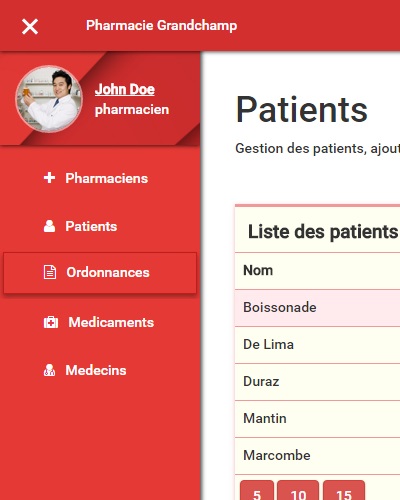 Pharmacie Grandchamp
John Doe
pharmacien
Pharmaciens
Patients
Ordonnances
Medicaments
Medecins
Patients
Gestion des patients, ajout
Liste des patients
Nom
Boissonade
De Lima
Duraz
Mantin
Marcombe
5 10 15